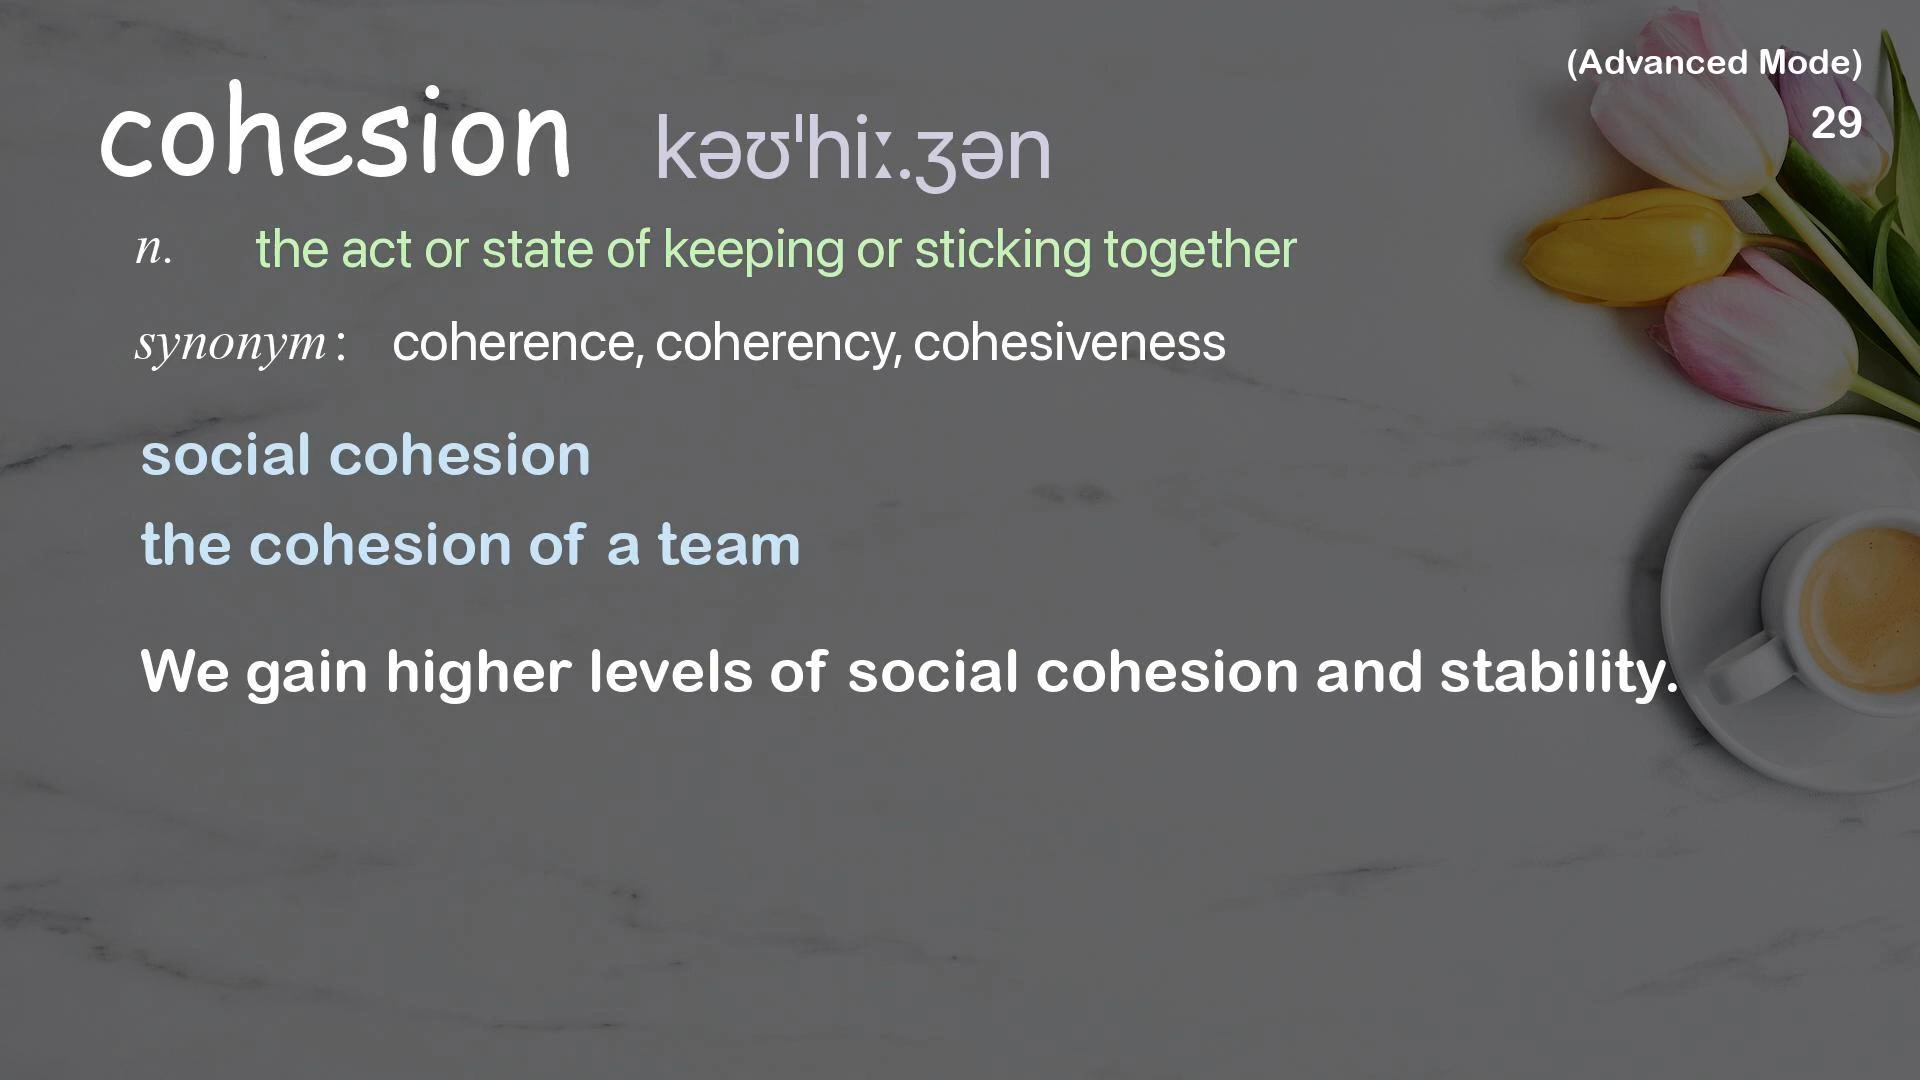 (Advanced Mode)
29
cohesion kəʊˈhiː.ʒən
n. the act or state of keeping or sticking together
synonym: coherence, coherency, cohesiveness
social cohesion
the cohesion of a team
We gain higher levels of social cohesion and stability.